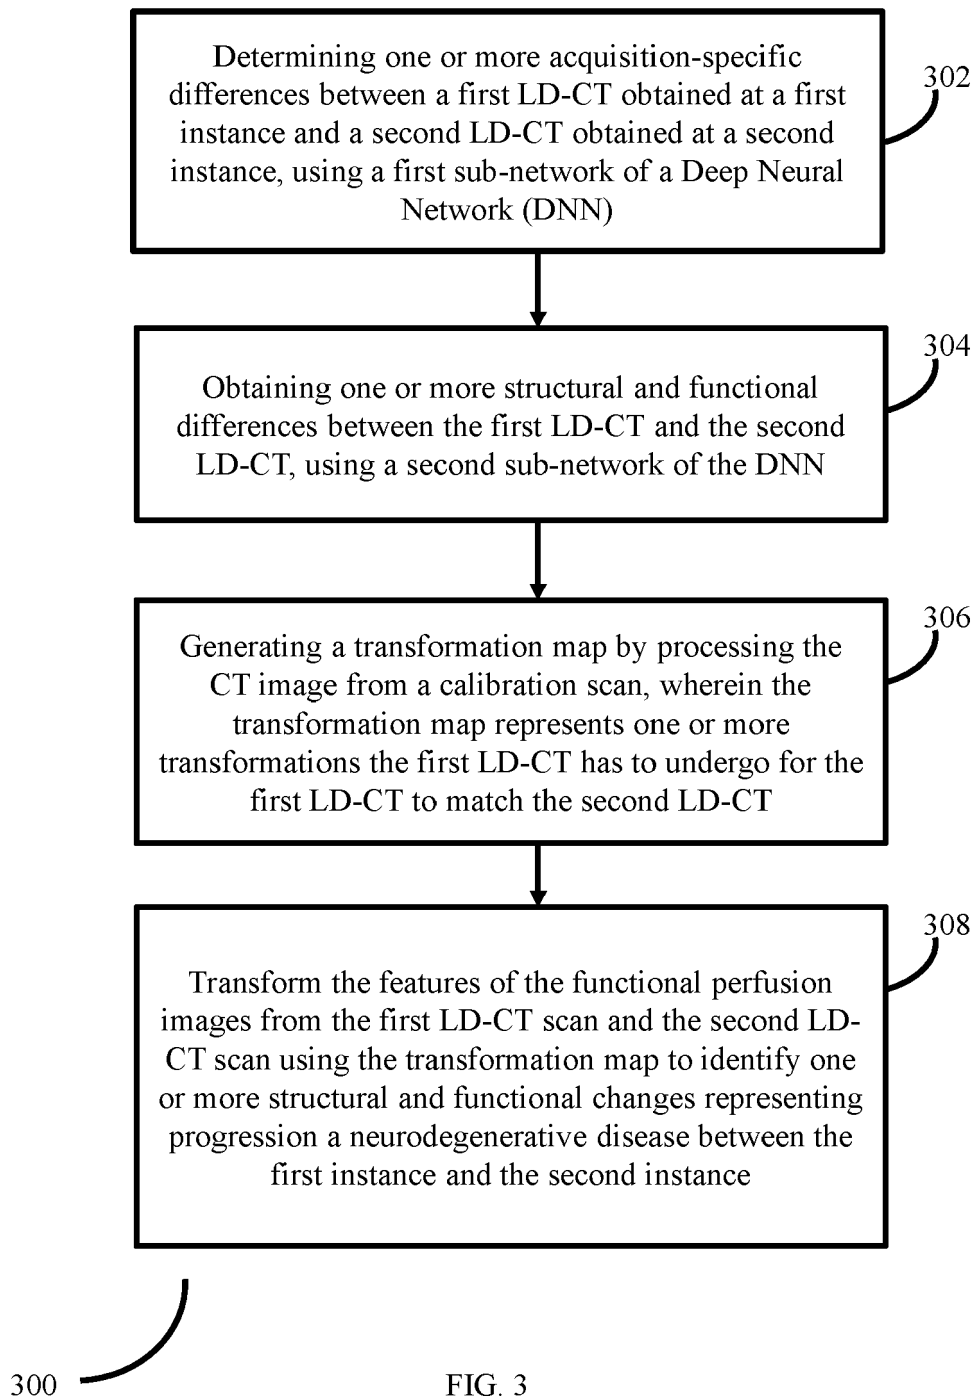 Determining one or more acquisition-specific
differences between a first LD-CT obtained at a first
instance and a second LD-CT obtained at a second
instance, using a first sub-network of a Deep Neural
Network (DNN)
302
Obtaining one or more structural and functional
differences between the first LD-CT and the second
LD-CT, using a second sub-network of the DNN
304
Generating a transformation map by processing the
CT image from a calibration scan, wherein the
transformation map represents one or more
transformations the first LD-CT has to undergo for the
first LD-CT to match the second LD-CT
306
Transform the features of the functional perfusion
images from the first LD-CT scan and the second LD-
CT scan using the transformation map to identify one
or more structural and functional changes representing
progression a neurodegenerative disease between the
first instance and the second instance
308
300
FIG. 3